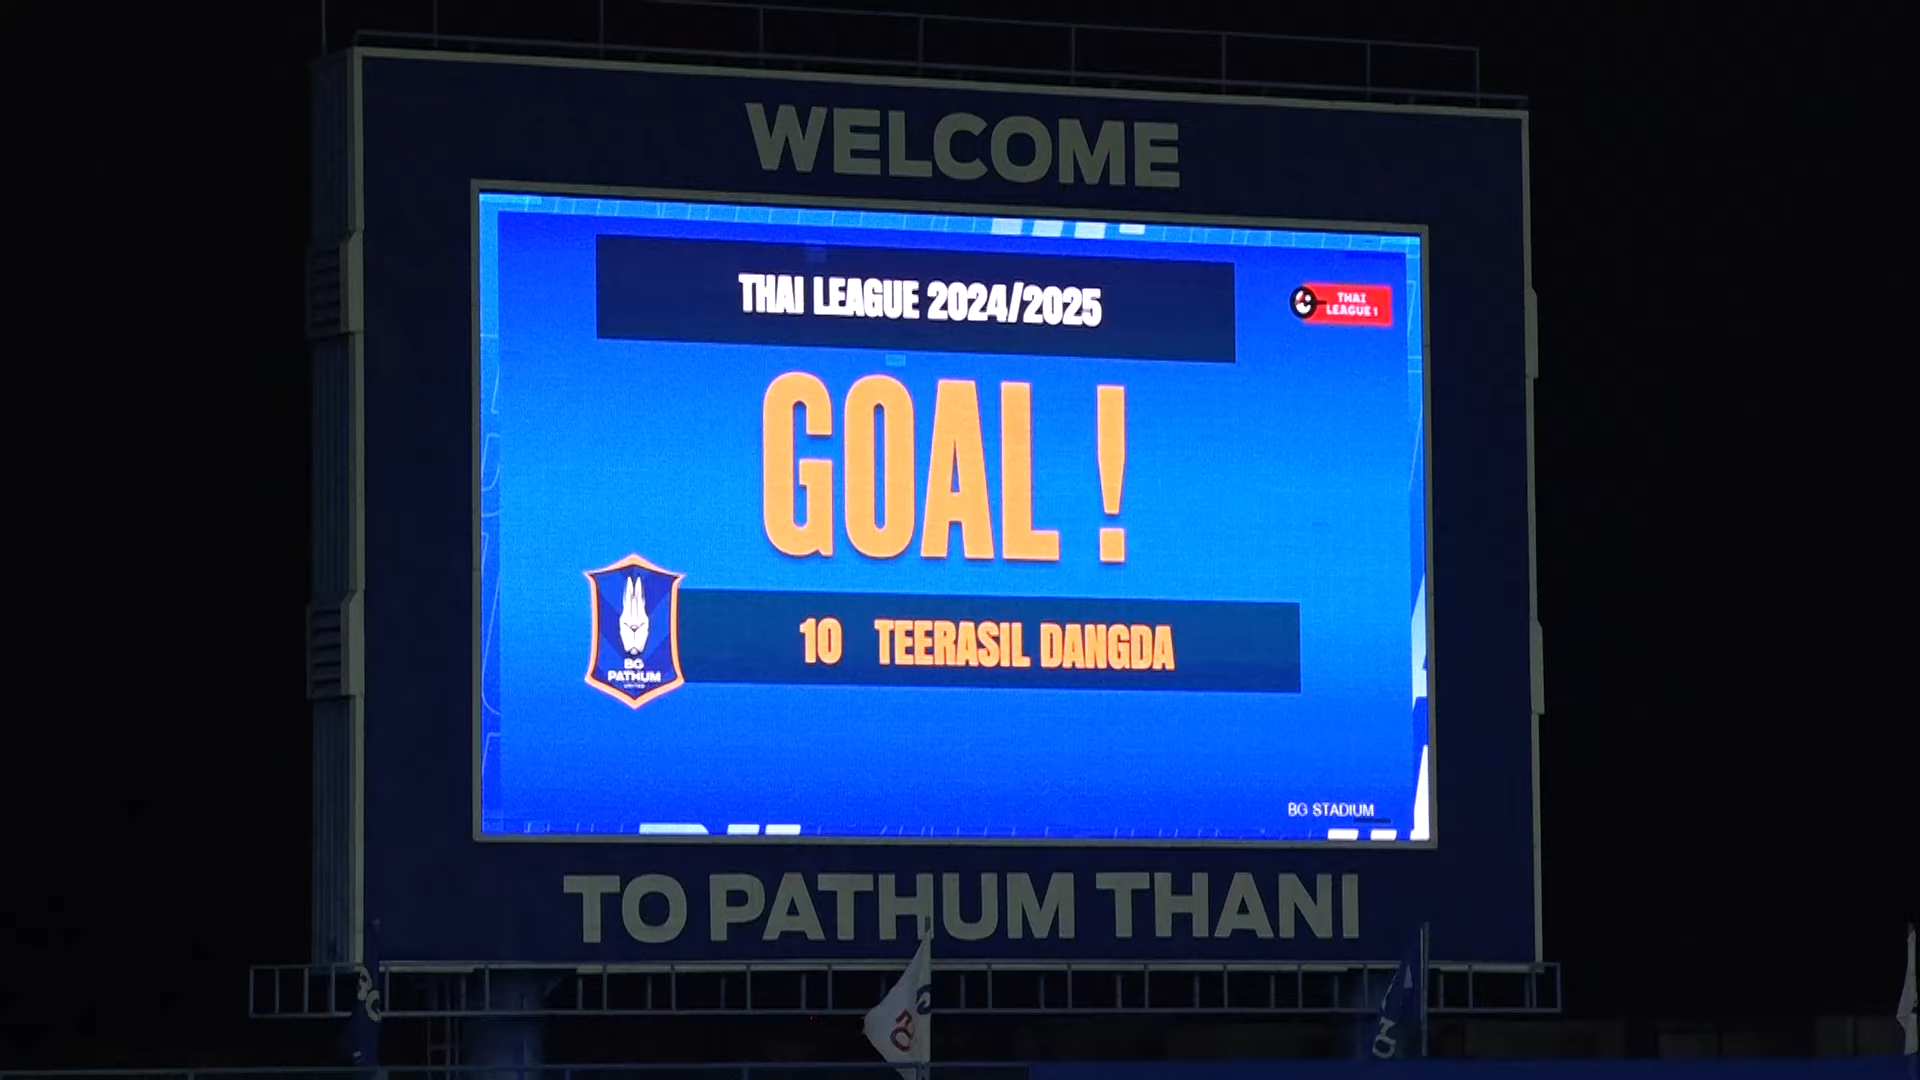 WELCOME
THAI LEAGUE 2024/2025
THAI
LEAGUE 1
GOAL !
10 TEERASIL DANGDA
BG
PATHUM
UNITED
BG STADIUM
TO PATHUM THANI